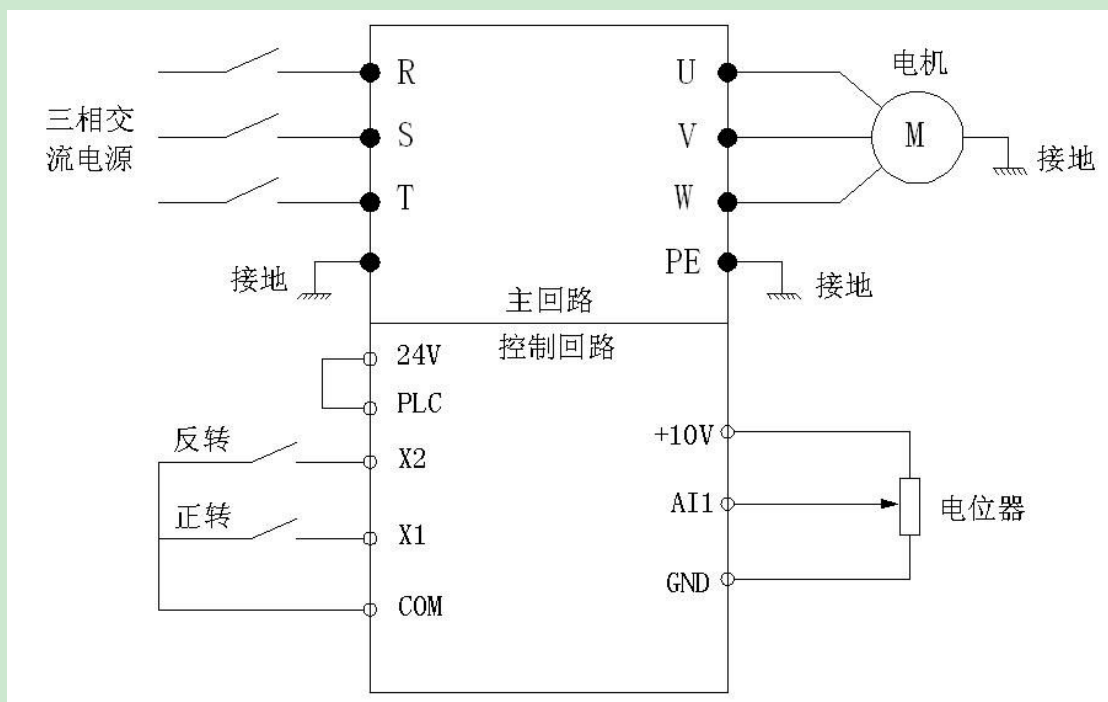 电机
R
U
三相交
流电源
S
V
M
接地
T
W
接地
PE
接地
主回路
控制回路
24V
PLC
反转
X2
+10V
正转
X1
AI1
电位器
COM
GND